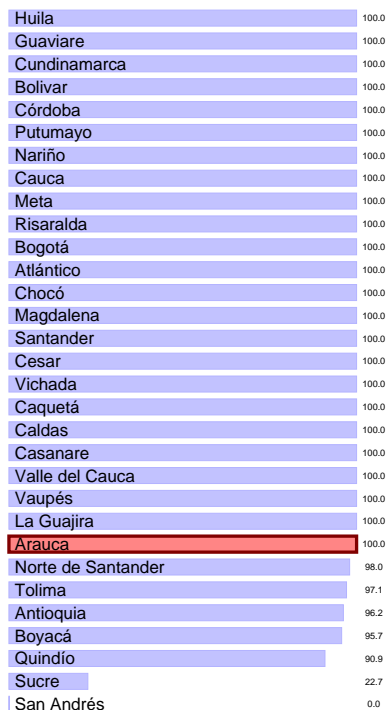 Huila 100.0
Guaviare 100.0
Cundinamarca 100.0
Bolivar 100.0
Córdoba 100.0
Putumayo 100.0
Nariño 100.0
Cauca 100.0
Meta 100.0
Risaralda 100.0
Bogotá 100.0
Atlántico 100.0
Chocó 100.0
Magdalena 100.0
Santander 100.0
Cesar 100.0
Vichada 100.0
Caquetá 100.0
Caldas 100.0
Casanare 100.0
Valle del Cauca 100.0
Vaupés 100.0
La Guajira 100.0
Arauca 100.0
Norte de Santander 98.0
Tolima 97.1
Antioquia 96.2
Boyacá 95.7
Quindío 90.9
Sucre 22.7
San Andrés 0.0